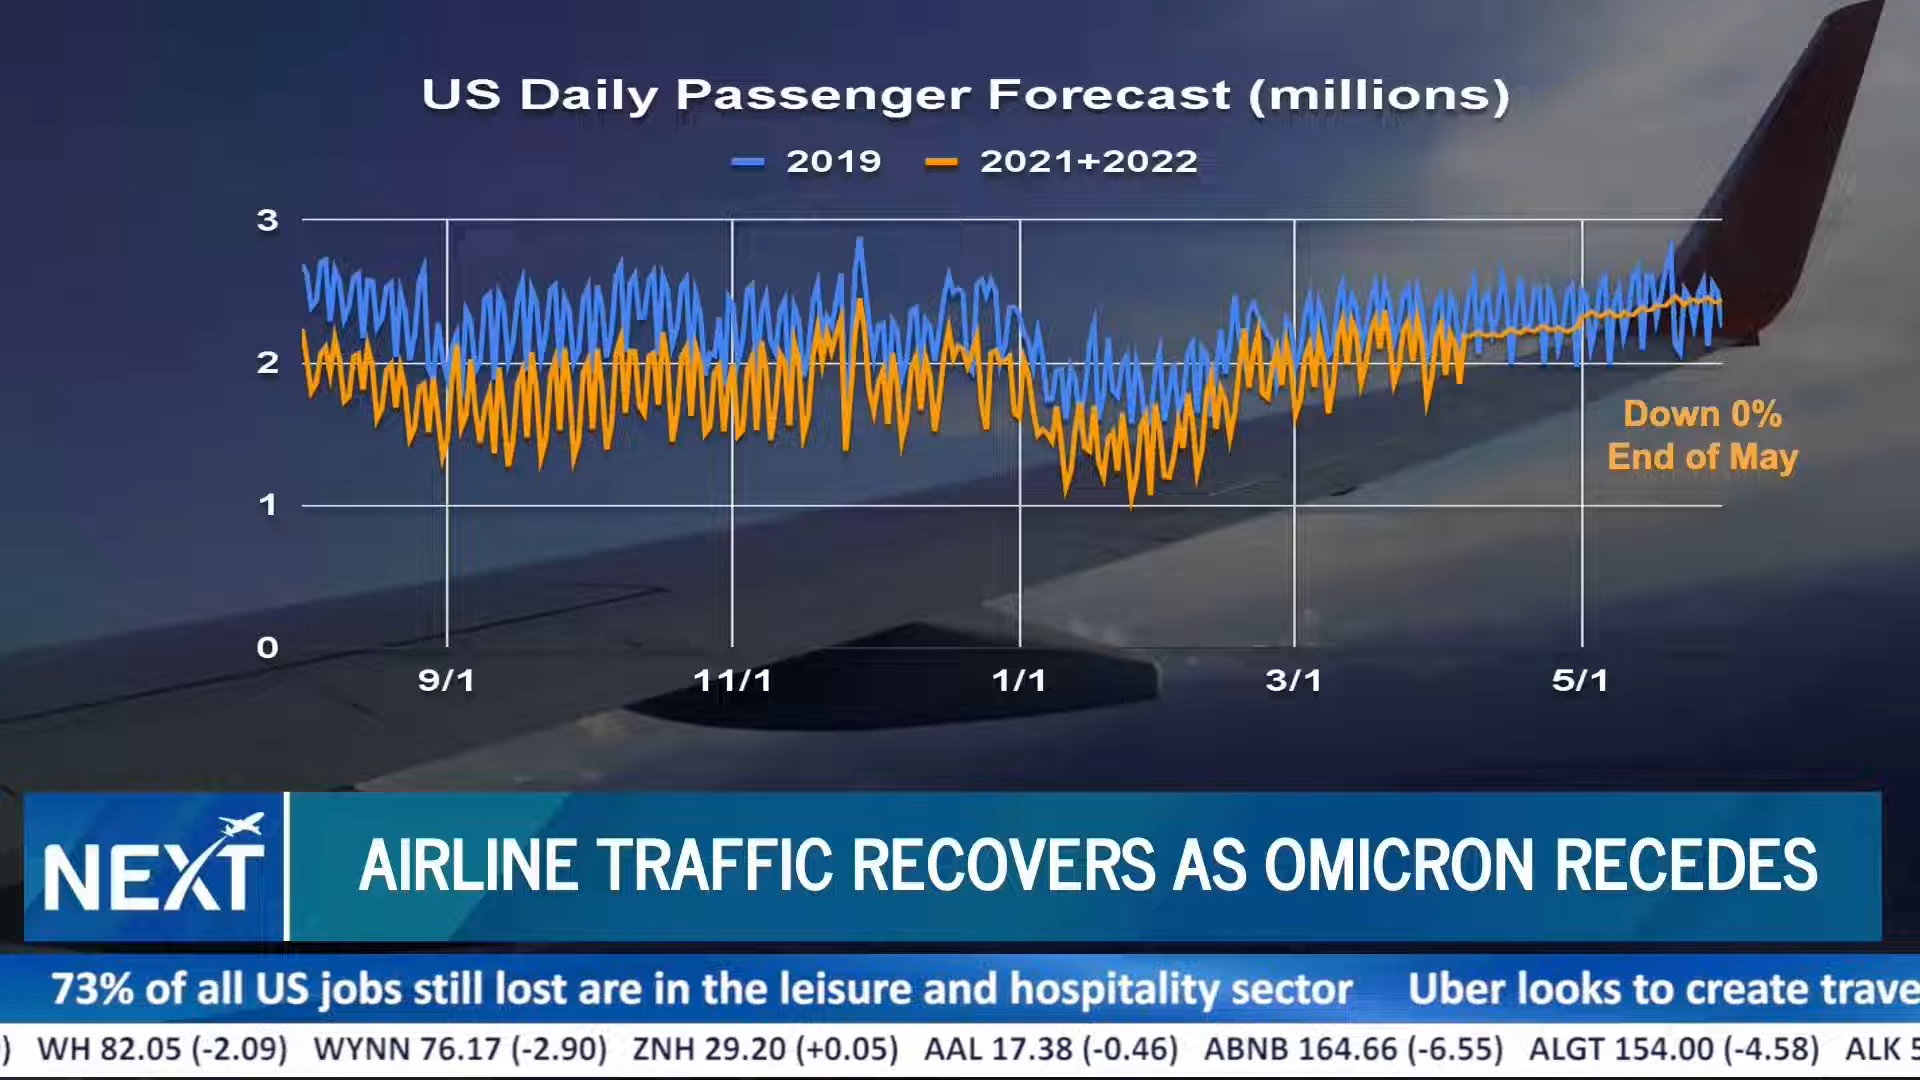 US Daily Passenger Forecast (millions)
2019 2021+2022
3
2
1
0
9/1 11/1 1/1 3/1 5/1
Down 0%
End of May
NEXT
AIRLINE TRAFFIC RECOVERS AS OMICRON RECEDES
73% of all US jobs still lost are in the leisure and hospitality sector Uber looks to create trave
) WH 82.05 (-2.09) WYNN 76.17 (-2.90) ZNH 29.20 (+0.05) AAL 17.38 (-0.46) ABNB 164.66 (-6.55) ALGT 154.00 (-4.58) ALK 5